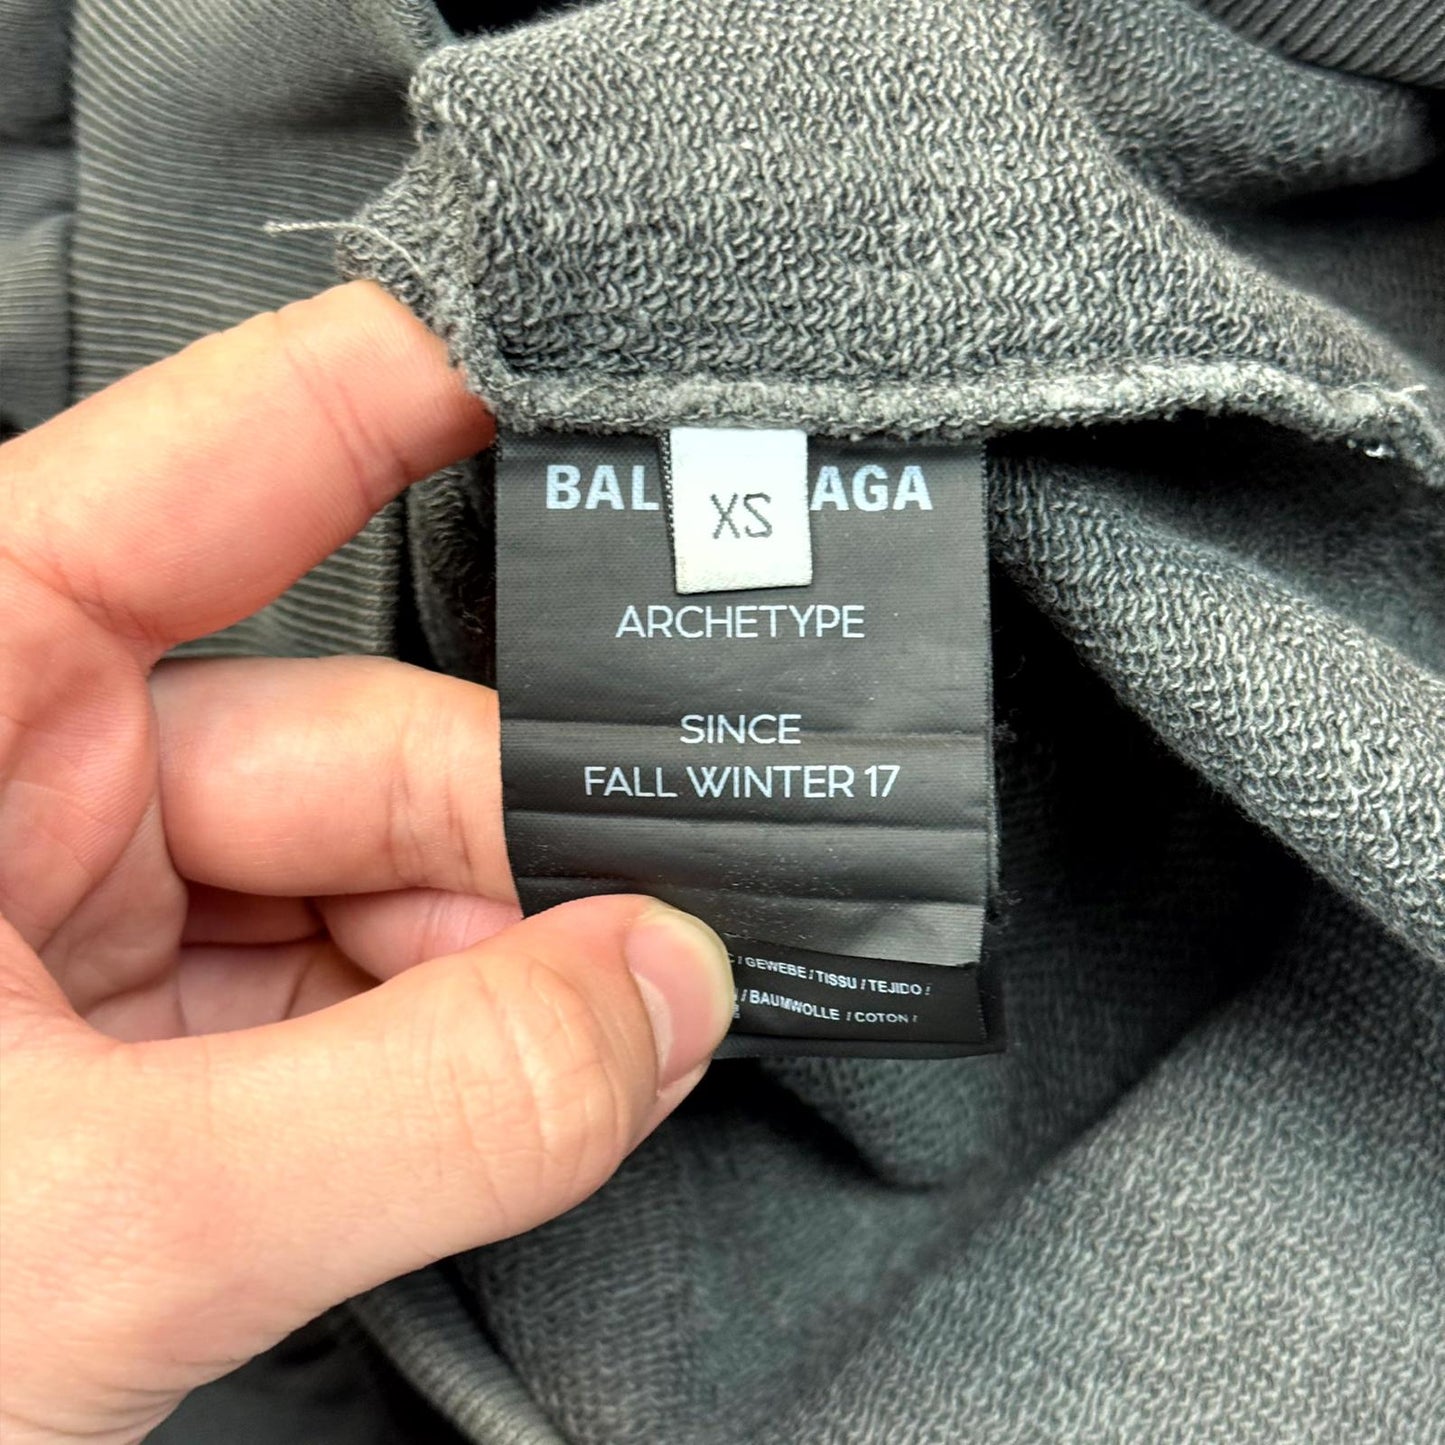 BAL AGA
XS
ARCHETYPE
SINCE
FALL WINTER 17
/ GEWEBE / TISSU / TEJIDO /
/ BAUMWOLLE / COTON /